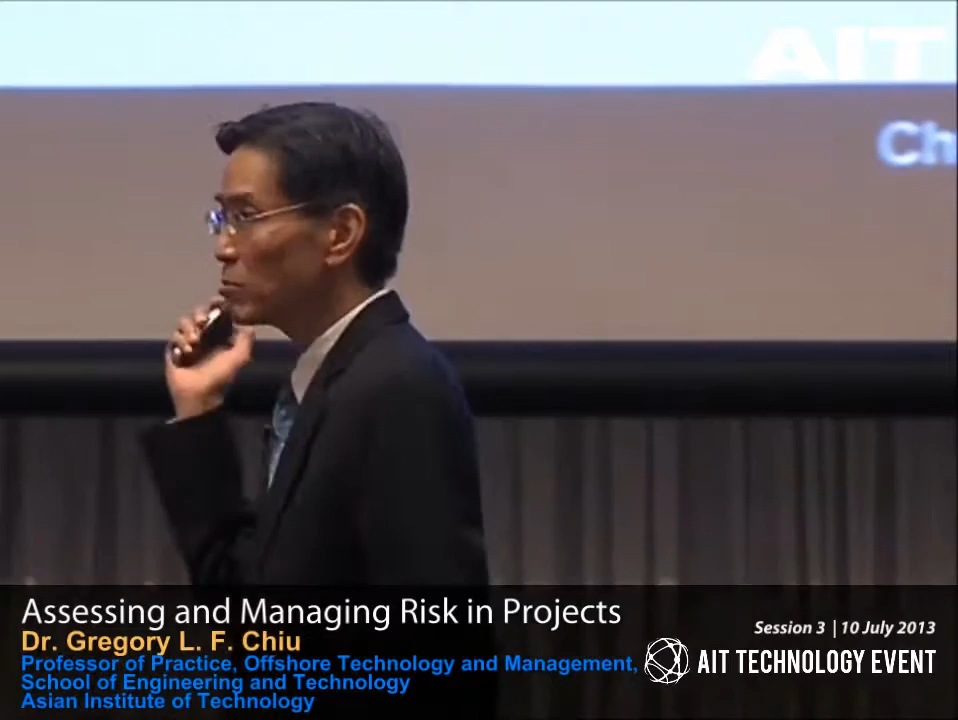 AIT
Ch
Assessing and Managing Risk in Projects
Dr. Gregory L. F. Chiu
Professor of Practice, Offshore Technology and Management,
School of Engineering and Technology
Asian Institute of Technology
Session 3 | 10 July 2013
AIT TECHNOLOGY EVENT